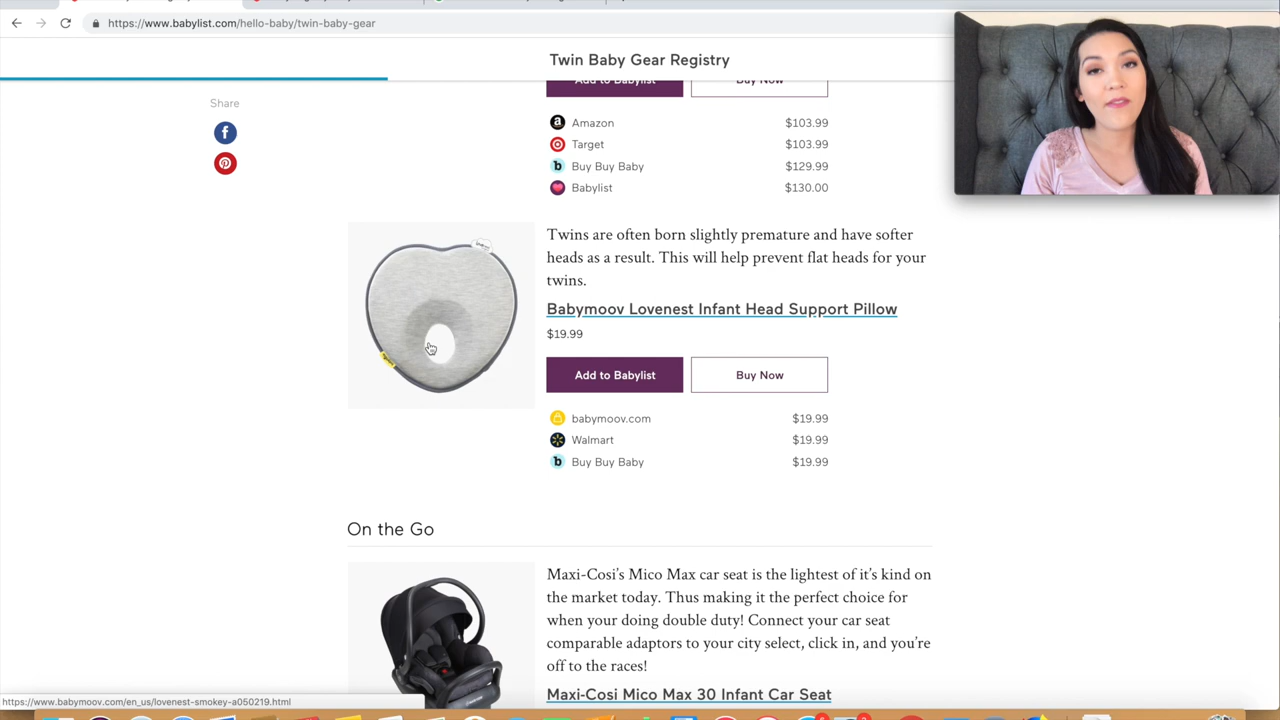 https://www.babylist.com/hello-baby/twin-baby-gear
Twin Baby Gear Registry
Share
Add to Babylist
Buy Now
Amazon $103.99
Target $103.99
Buy Buy Baby $129.99
Babylist $130.00
Twins are often born slightly premature and have softer
heads as a result. This will help prevent flat heads for your
twins.
Babymoov Lovenest Infant Head Support Pillow
$19.99
Add to Babylist
Buy Now
babymoov.com $19.99
Walmart $19.99
Buy Buy Baby $19.99
On the Go
Maxi-Cosi’s Mico Max car seat is the lightest of it’s kind on
the market today. Thus making it the perfect choice for
when your doing double duty! Connect your car seat
comparable adaptors to your city select, click in, and you’re
off to the races!
Maxi-Cosi Mico Max 30 Infant Car Seat
https://www.babymoov.com/en_us/lovenest-smokey-a050219.html